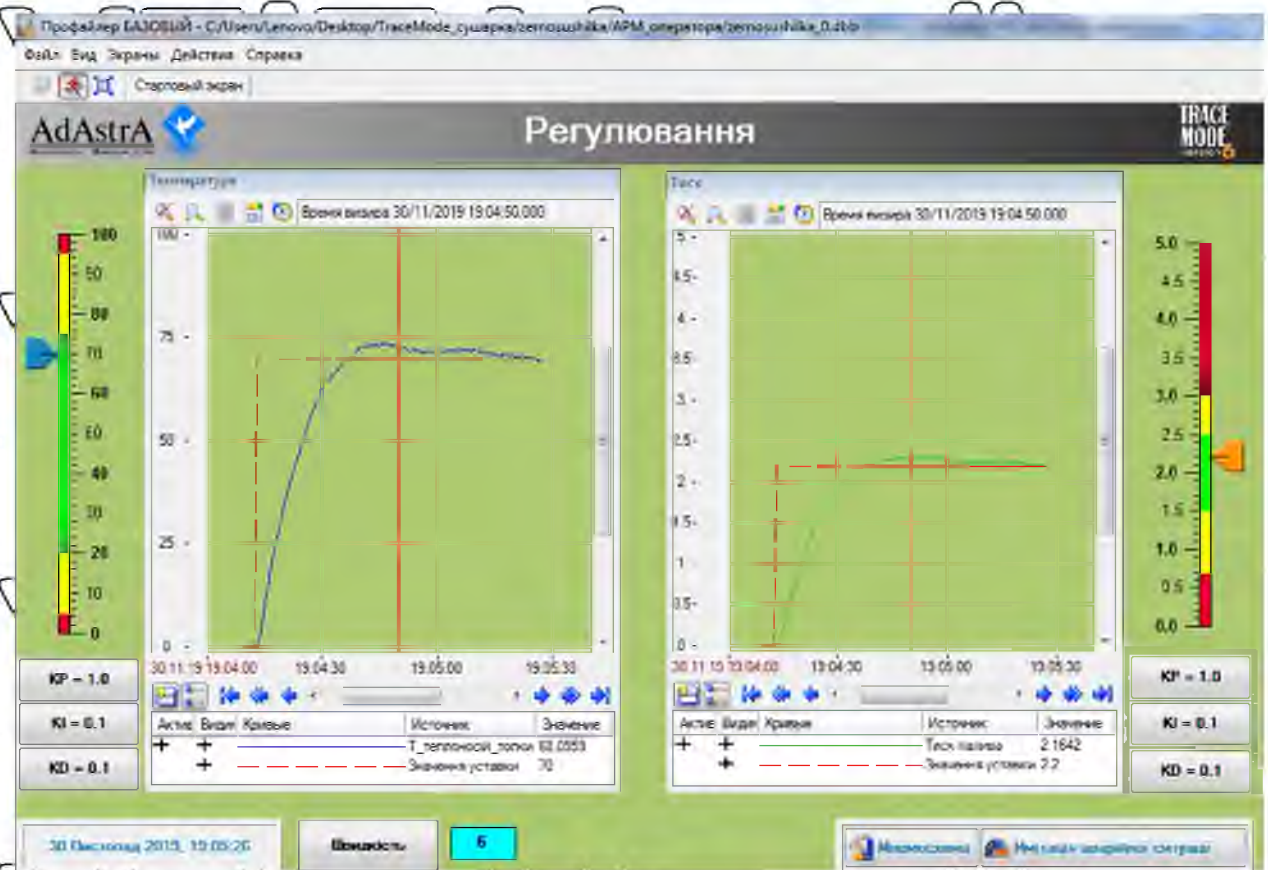 Профайлер БАЗОВЫЙ - C:/Users/Lenovo/Desktop/TraceMode_сушарка/zernosushilka/АРМ_оператора/zernosushilka_0.dbb
Файл Вид Экраны Действия Справка
Стартовый экран
AdAstrA
Регулювання
TRACE MODE
Температура
Время визира 30/11/2019 19:04:50.000
100 -
75 -
50 -
25 -
0 -
30.11.19 19:04:00 19:04:30 19:05:00 19:05:30
Актив Видим Кривые Источник Значение
Т_теплоносій_топки
Значения уставки 70
100
90
80
70
60
50
40
30
20
10
0
KP = 1.0
KI = 0.1
KD = 0.1
Тиск
Время визира 30/11/2019 19:04:50.000
5 -
4.5-
4 -
3.5-
3 -
2.5-
2 -
1.5-
1 -
0.5-
0 -
30.11.19 19:04:00 19:04:30 19:05:00 19:05:30
Актив Видим Кривые Источник Значение
Тиск палива 2.1642
Значения уставки 2.2
5.0
4.5
4.0
3.5
3.0
2.5
2.0
1.5
1.0
0.5
0.0
KP = 1.0
KI = 0.1
KD = 0.1
30 Листопад 2019, 19:05:26
Швидкість
6
Мнемосхема